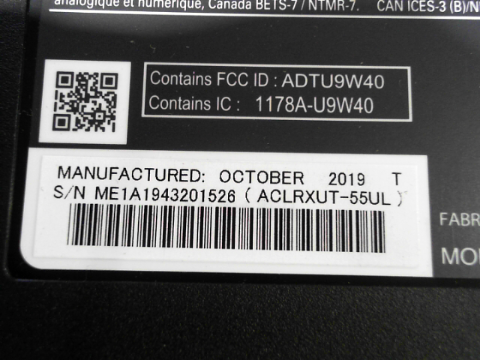 analogique et numérique, Canada BETS-7 / NTMR-7. CAN ICES-3 (B)/N
Contains FCC ID : ADTU9W40
Contains IC : 1178A-U9W40
MANUFACTURED: OCTOBER 2019 T
S/N ME1A1943201526 ( ACLRXUT-55UL )
FABR
MO